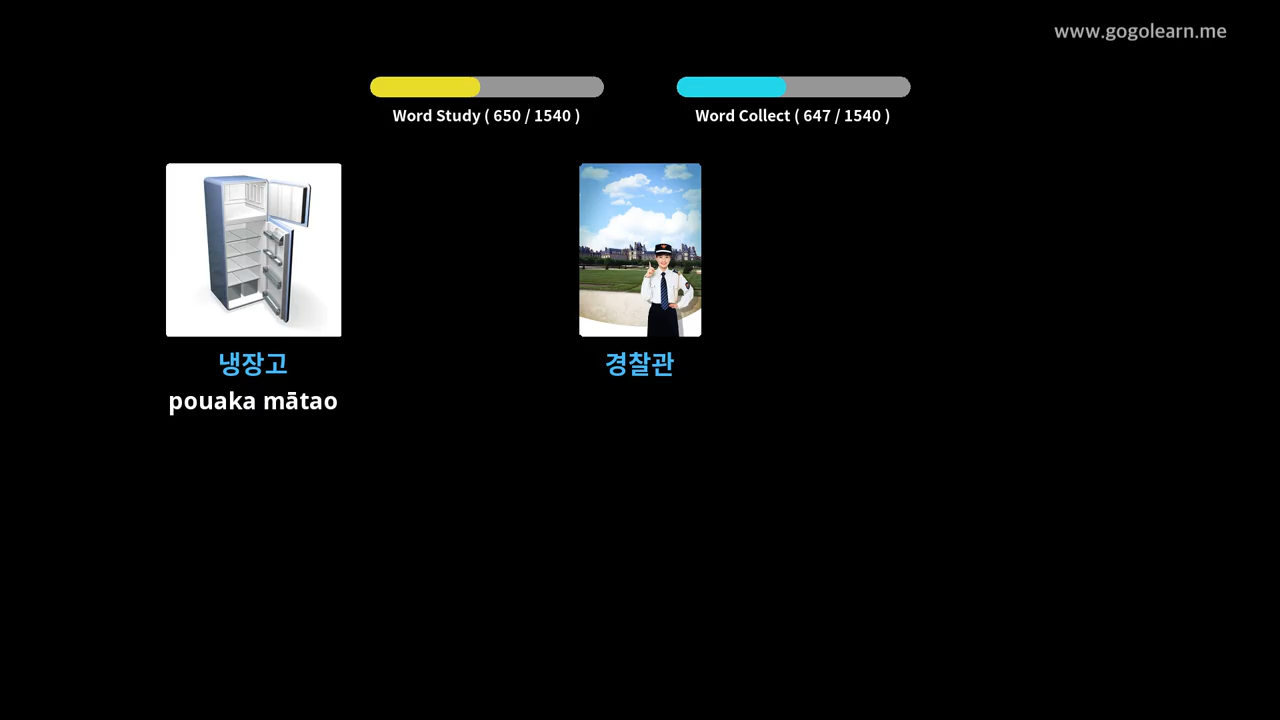 www.gogolearn.me
Word Study ( 650 / 1540 )
Word Collect ( 647 / 1540 )
냉장고
pouaka mātao
경찰관